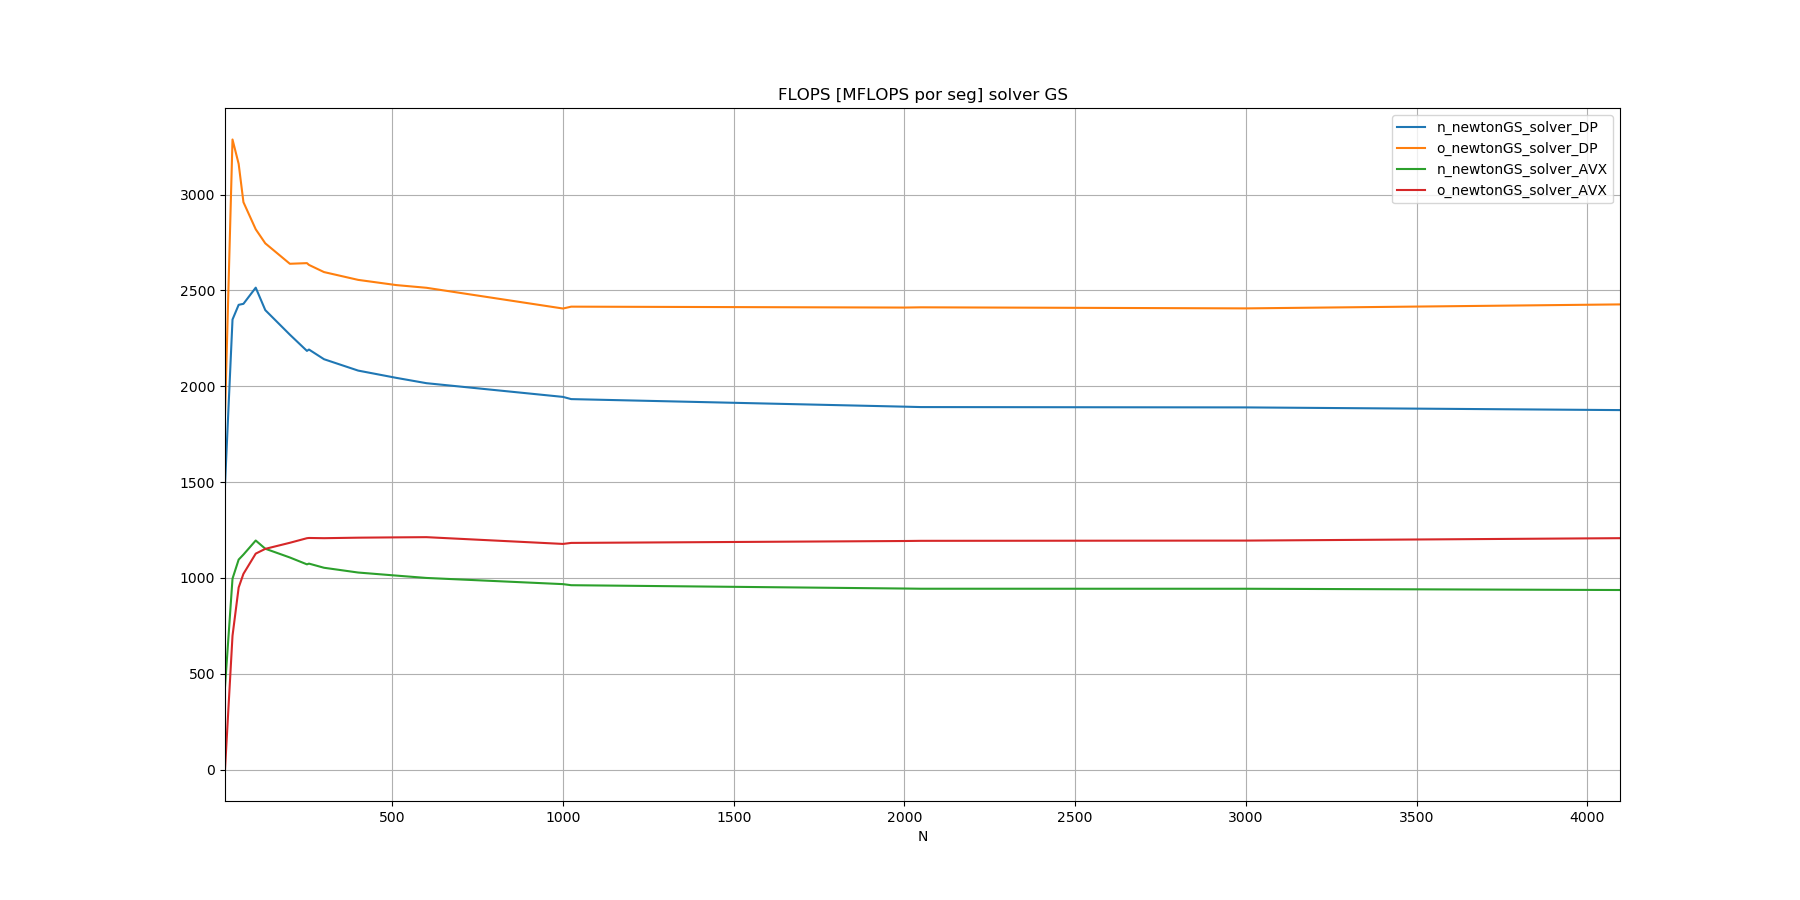 FLOPS [MFLOPS por seg] solver GS
n_newtonGS_solver_DP
o_newtonGS_solver_DP
n_newtonGS_solver_AVX
o_newtonGS_solver_AVX
3000
2500
2000
1500
1000
500
0
500 1000 1500 2000 2500 3000 3500 4000
N